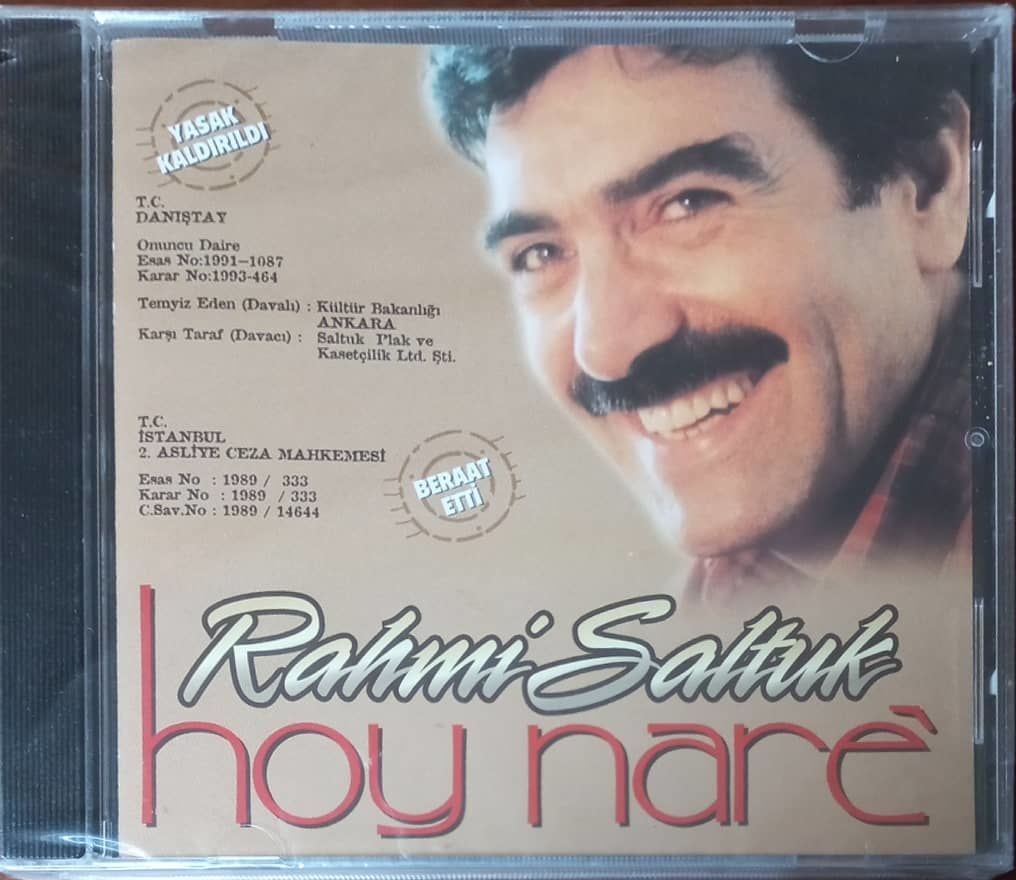 YASAK
KALDIRILDI
T.C.
DANIŞTAY
Onuncu Daire
Esas No:1991-1087
Karar No:1993-464
Temyiz Eden (Davalı) : Kültür Bakanlığı
ANKARA
Karşı Taraf (Davacı) : Saltuk Plak ve
Kasetçilik Ltd. Şti.
T.C.
İSTANBUL
2. ASLİYE CEZA MAHKEMESİ
Esas No : 1989 / 333
Karar No : 1989 / 333
C.Sav.No : 1989 / 14644
BERAAT
ETTİ
Rahmi Saltuk
hoy narè